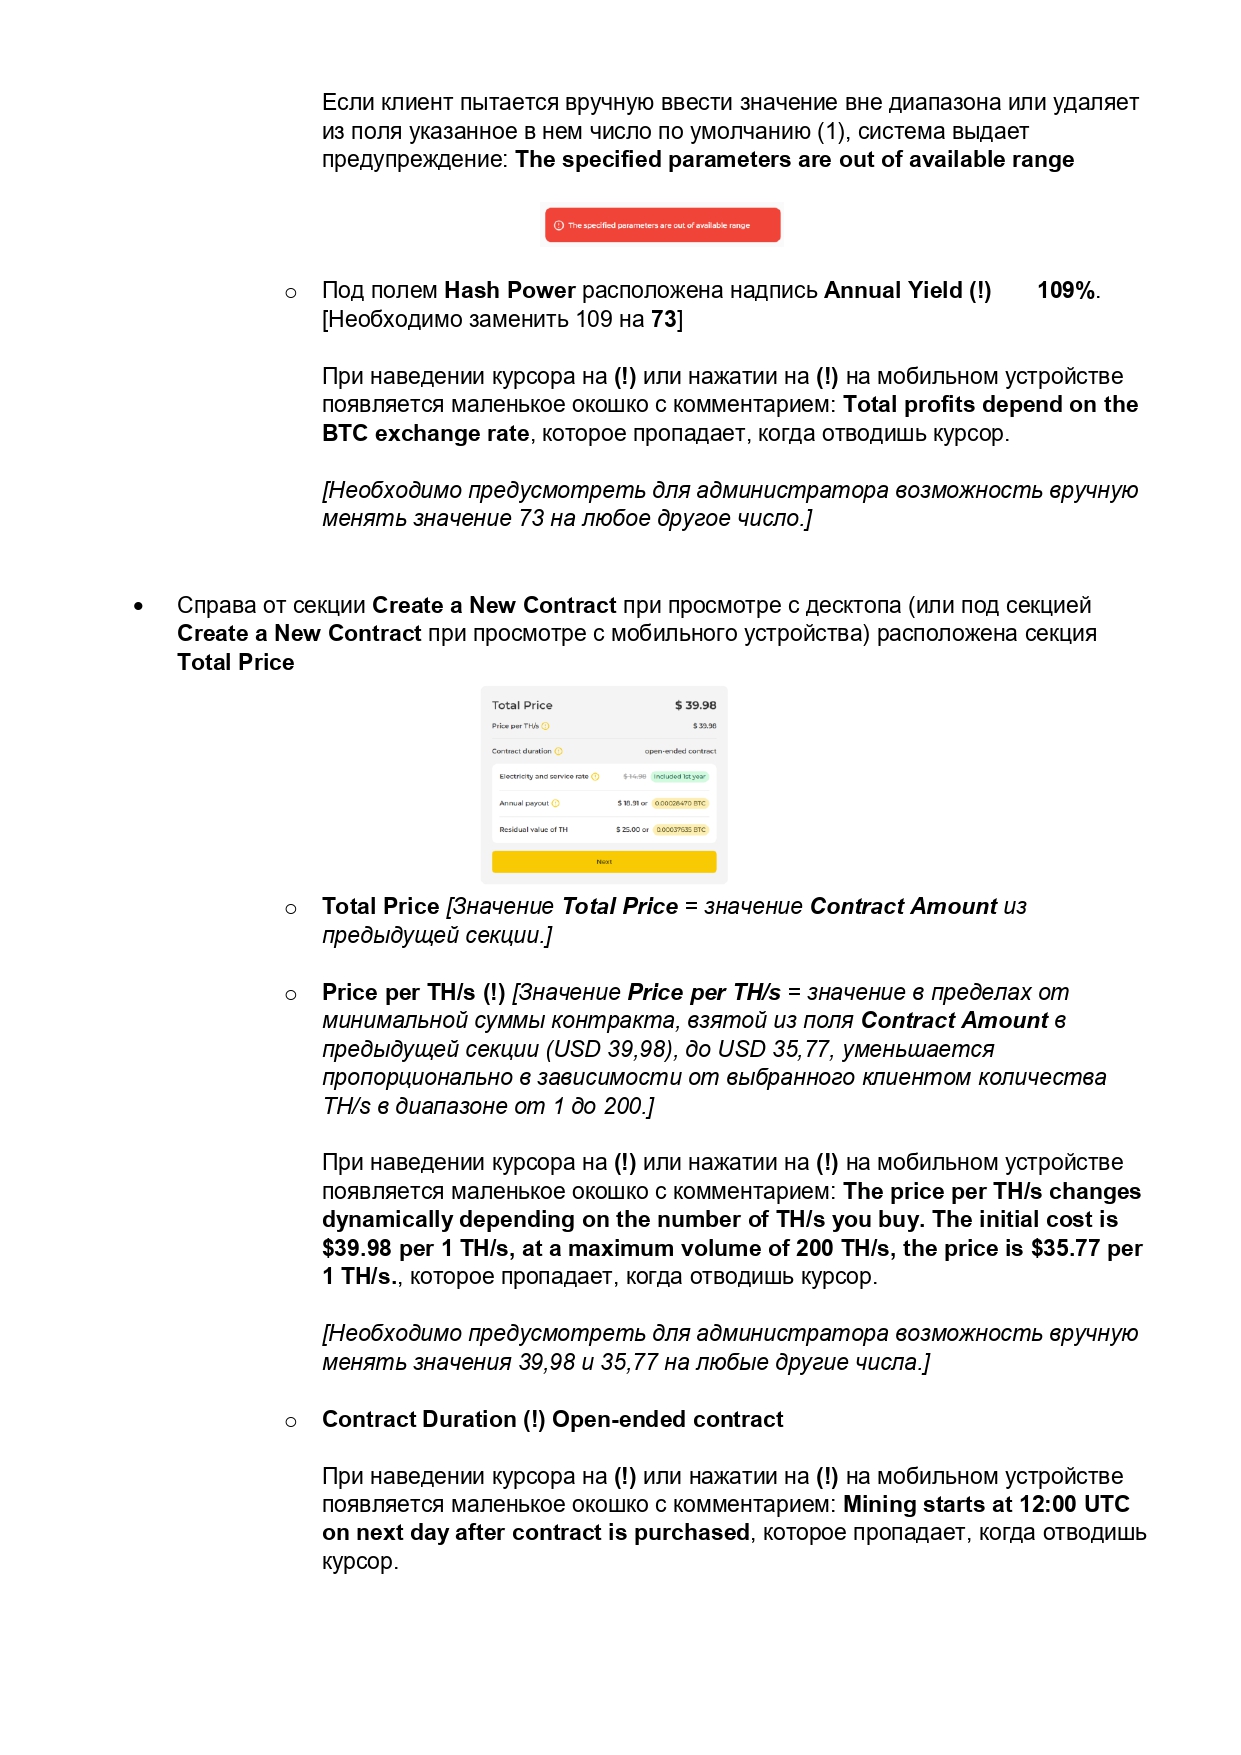 Если клиент пытается вручную ввести значение вне диапазона или удаляет
из поля указанное в нем число по умолчанию (1), система выдает
предупреждение: The specified parameters are out of available range
The specified parameters are out of available range
o Под полем Hash Power расположена надпись Annual Yield (!) 109%.
[Необходимо заменить 109 на 73]
При наведении курсора на (!) или нажатии на (!) на мобильном устройстве
появляется маленькое окошко с комментарием: Total profits depend on the
BTC exchange rate, которое пропадает, когда отводишь курсор.
[Необходимо предусмотреть для администратора возможность вручную
менять значение 73 на любое другое число.]
• Справа от секции Create a New Contract при просмотре с десктопа (или под секцией
Create a New Contract при просмотре с мобильного устройства) расположена секция
Total Price
Total Price $ 39.98
Price per TH/s $ 39.98
Contract duration open-ended contract
Electricity and service rate $ 14.98 included 1st year
Annual payout $ 18.91 or 0.00028470 BTC
Residual value of TH $ 25.00 or 0.00037635 BTC
Next
o Total Price [Значение Total Price = значение Contract Amount из
предыдущей секции.]
o Price per TH/s (!) [Значение Price per TH/s = значение в пределах от
минимальной суммы контракта, взятой из поля Contract Amount в
предыдущей секции (USD 39,98), до USD 35,77, уменьшается
пропорционально в зависимости от выбранного клиентом количества
TH/s в диапазоне от 1 до 200.]
При наведении курсора на (!) или нажатии на (!) на мобильном устройстве
появляется маленькое окошко с комментарием: The price per TH/s changes
dynamically depending on the number of TH/s you buy. The initial cost is
$39.98 per 1 TH/s, at a maximum volume of 200 TH/s, the price is $35.77 per
1 TH/s., которое пропадает, когда отводишь курсор.
[Необходимо предусмотреть для администратора возможность вручную
менять значения 39,98 и 35,77 на любые другие числа.]
o Contract Duration (!) Open-ended contract
При наведении курсора на (!) или нажатии на (!) на мобильном устройстве
появляется маленькое окошко с комментарием: Mining starts at 12:00 UTC
on next day after contract is purchased, которое пропадает, когда отводишь
курсор.